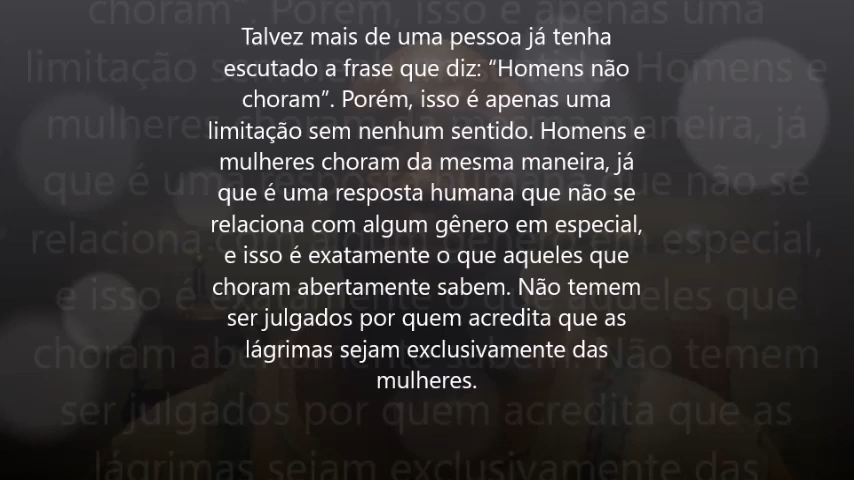 Talvez mais de uma pessoa já tenha
escutado a frase que diz: “Homens não
choram”. Porém, isso é apenas uma
limitação sem nenhum sentido. Homens e
mulheres choram da mesma maneira, já
que é uma resposta humana que não se
relaciona com algum gênero em especial,
e isso é exatamente o que aqueles que
choram abertamente sabem. Não temem
ser julgados por quem acredita que as
lágrimas sejam exclusivamente das
mulheres.